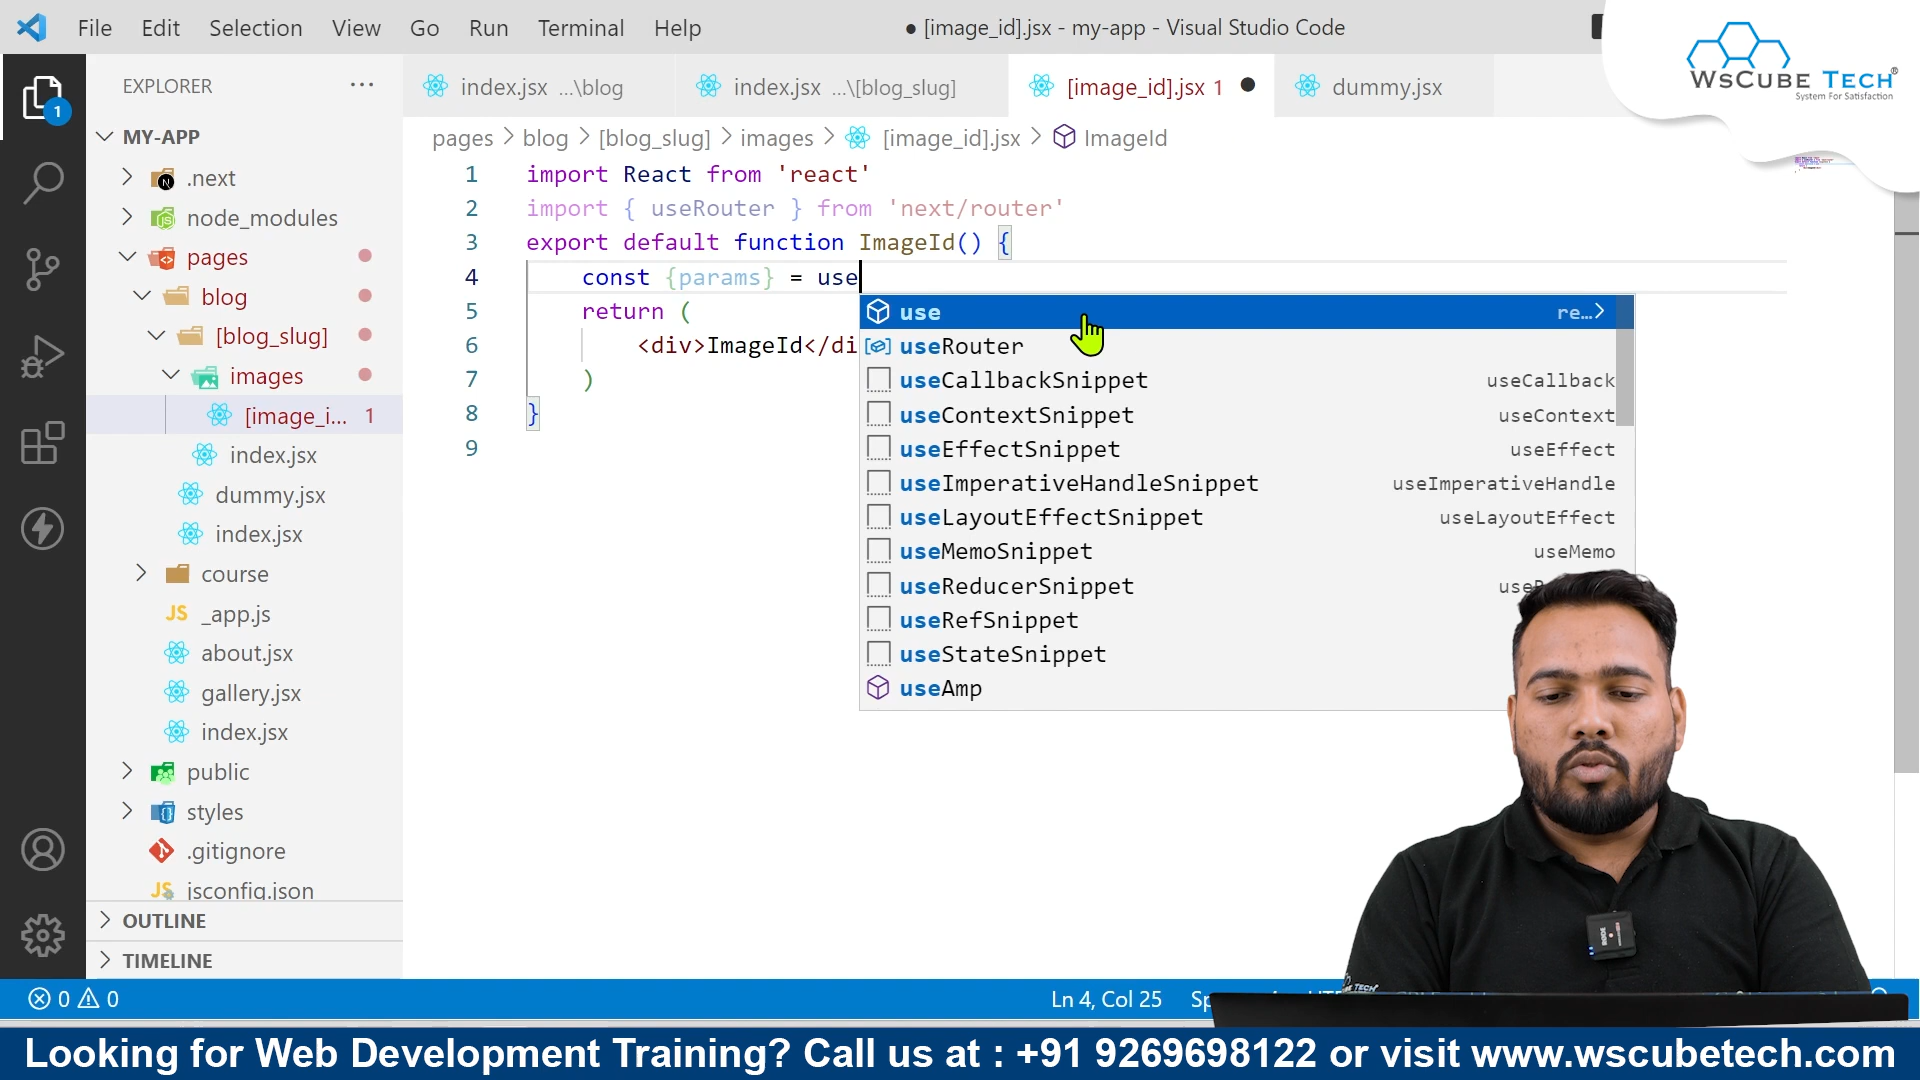 File Edit Selection View Go Run Terminal Help
● [image_id].jsx - my-app - Visual Studio Code
WsCube TECH®
System For Satisfaction
EXPLORER ...
index.jsx ...\blog
index.jsx ...\[blog_slug]
[image_id].jsx 1
dummy.jsx
pages > blog > [blog_slug] > images > [image_id].jsx > ImageId
1
MY-APP
.next
node_modules
pages
blog
[blog_slug]
images
[image_i... 1
index.jsx
dummy.jsx
index.jsx
course
JS _app.js
about.jsx
gallery.jsx
index.jsx
public
styles
.gitignore
JS jsconfig.json
OUTLINE
TIMELINE
1 import React from 'react'
2 import { useRouter } from 'next/router'
3 export default function ImageId() {
4 const {params} = use
5 return (
6 <div>ImageId</di
7 )
8 }
9
use re...>
useRouter
useCallbackSnippet useCallback
useContextSnippet useContext
useEffectSnippet useEffect
useImperativeHandleSnippet useImperativeHandle
useLayoutEffectSnippet useLayoutEffect
useMemoSnippet useMemo
useReducerSnippet
useRefSnippet
useStateSnippet
useAmp
0 0
Ln 4, Col 25
Looking for Web Development Training? Call us at : +91 9269698122 or visit www.wscubetech.com